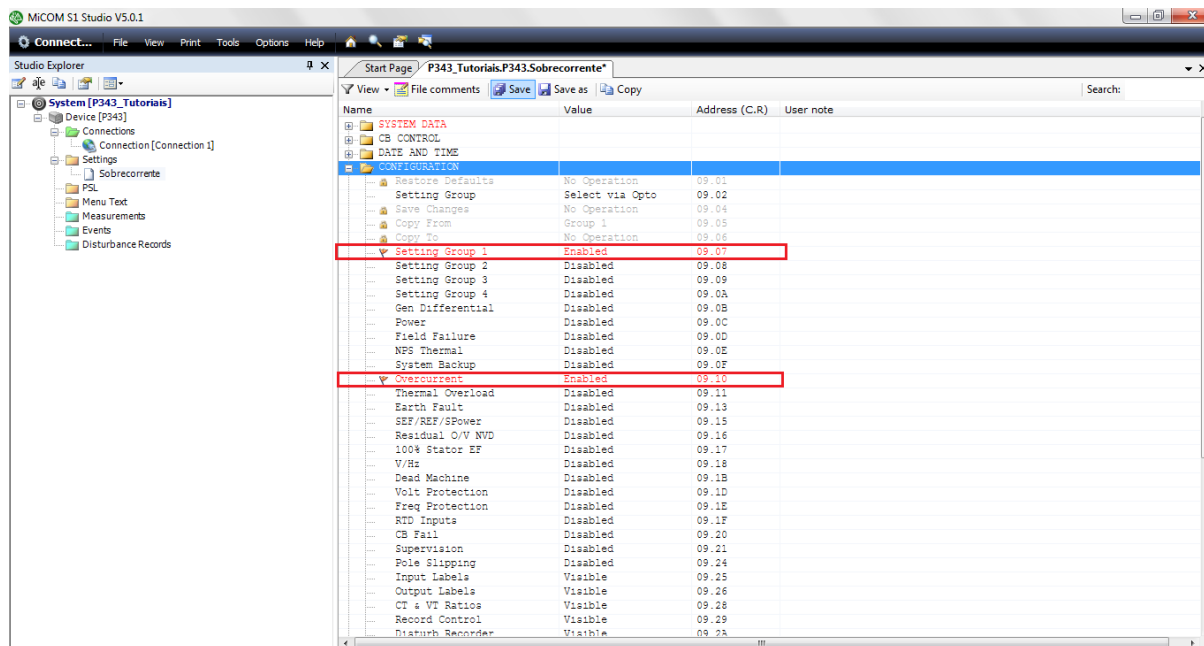 MiCOM S1 Studio V5.0.1
Connect... File View Print Tools Options Help
Studio Explorer
System [P343_Tutoriais]
Device [P343]
Connections
Connection [Connection 1]
Settings
Sobrecorrente
PSL
Menu Text
Measurements
Events
Disturbance Records
Start Page P343_Tutoriais.P343.Sobrecorrente*
View File comments Save Save as Copy Search:
Name Value Address (C.R) User note
SYSTEM DATA
CB CONTROL
DATE AND TIME
CONFIGURATION
Restore Defaults No Operation 09.01
Setting Group Select via Opto 09.02
Save Changes No Operation 09.04
Copy From Group 1 09.05
Copy To No Operation 09.06
Setting Group 1 Enabled 09.07
Setting Group 2 Disabled 09.08
Setting Group 3 Disabled 09.09
Setting Group 4 Disabled 09.0A
Gen Differential Disabled 09.0B
Power Disabled 09.0C
Field Failure Disabled 09.0D
NPS Thermal Disabled 09.0E
System Backup Disabled 09.0F
Overcurrent Enabled 09.10
Thermal Overload Disabled 09.11
Earth Fault Disabled 09.13
SEF/REF/SPower Disabled 09.15
Residual O/V NVD Disabled 09.16
100% Stator EF Disabled 09.17
V/Hz Disabled 09.18
Dead Machine Disabled 09.1B
Volt Protection Disabled 09.1D
Freq Protection Disabled 09.1E
RTD Inputs Disabled 09.1F
CB Fail Disabled 09.20
Supervision Disabled 09.21
Pole Slipping Disabled 09.24
Input Labels Visible 09.25
Output Labels Visible 09.26
CT & VT Ratios Visible 09.28
Record Control Visible 09.29
Disturb Recorder Visible 09.2A